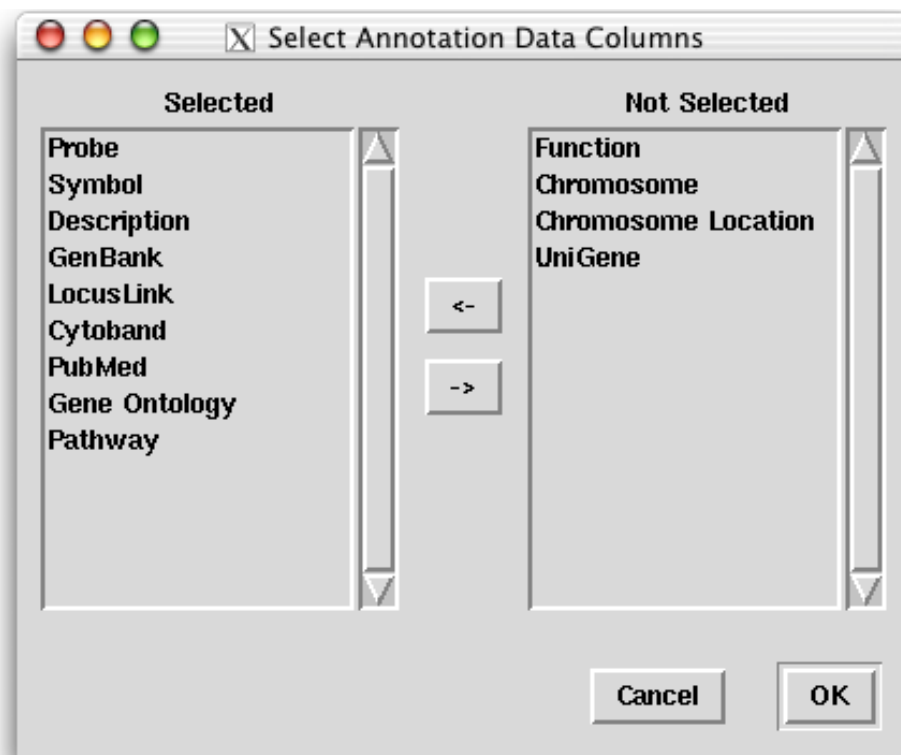 X Select Annotation Data Columns
Selected
Not Selected
Probe
Symbol
Description
GenBank
LocusLink
Cytoband
PubMed
Gene Ontology
Pathway
Function
Chromosome
Chromosome Location
UniGene
<-
->
Cancel
OK